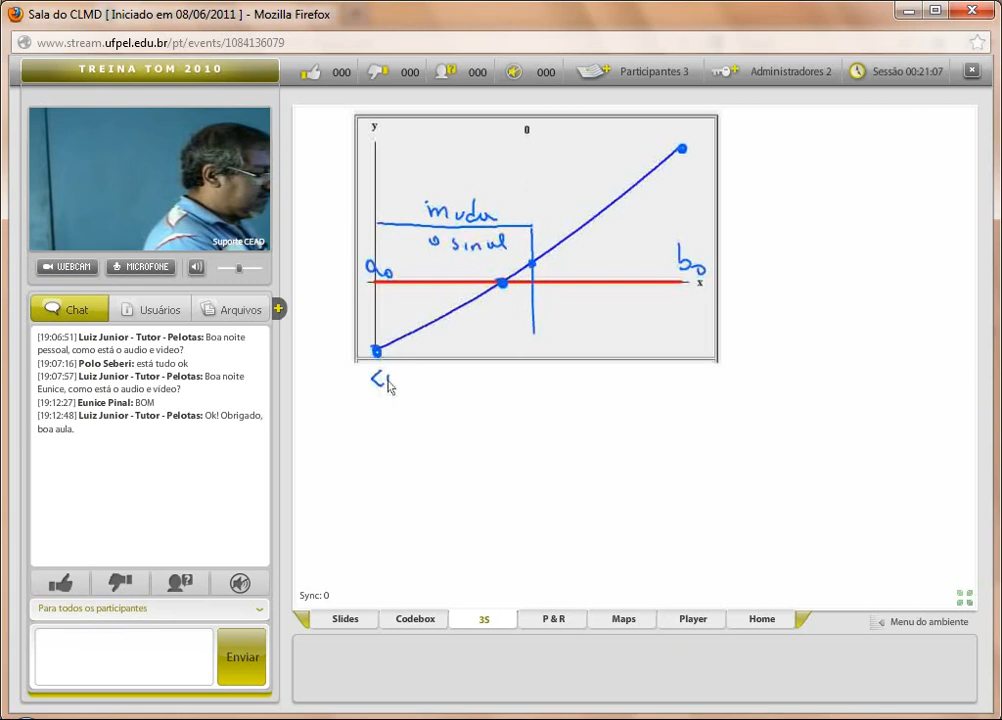 Sala do CLMD [ Iniciado em 08/06/2011 ] - Mozilla Firefox
www.stream.ufpel.edu.br/pt/events/1084136079
TREINA TOM 2010
000
000
000
000
Participantes 3
Administradores 2
Sessão 00:21:07
Suporte CEAD
WEBCAM
MICROFONE
Chat
Usuários
Arquivos
[19:06:51] Luiz Junior - Tutor - Pelotas: Boa noite
pessoal, como está o audio e video?
[19:07:16] Polo Seberi: está tudo ok
[19:07:57] Luiz Junior - Tutor - Pelotas: Boa noite
Eunice, como está o audio e vídeo?
[19:12:27] Eunice Pinal: BOM
[19:12:48] Luiz Junior - Tutor - Pelotas: Ok! Obrigado,
boa aula.
Para todos os participantes
Enviar
y
0
muda
o sinal
a0
b0
x
Sync: 0
Slides
Codebox
3S
P & R
Maps
Player
Home
Menu do ambiente